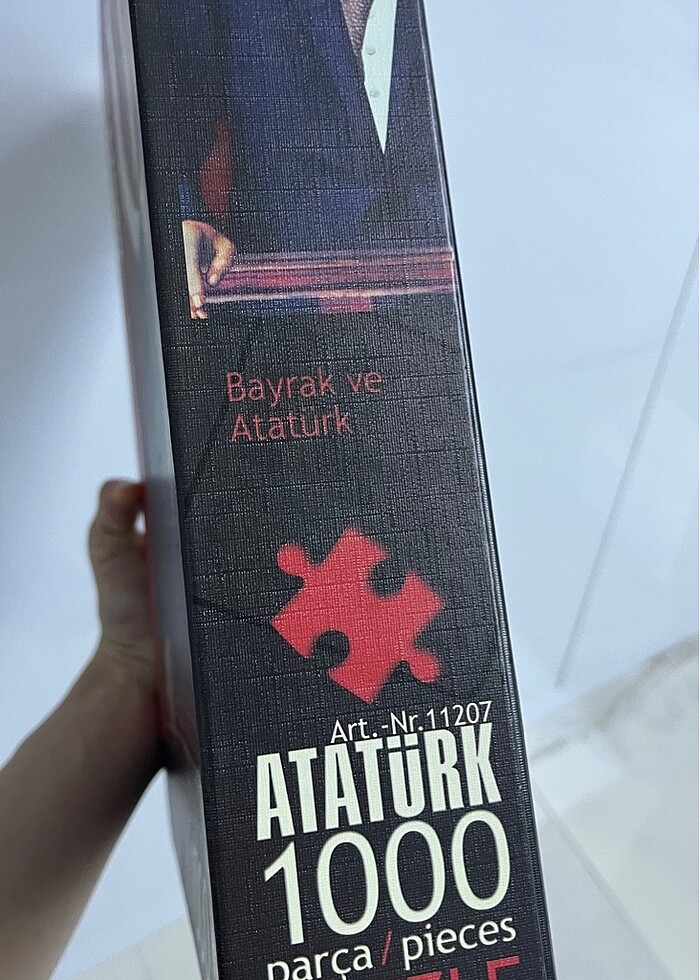 Bayrak ve
Atatürk
Art.-Nr.11207
ATATÜRK
1000
parça / pieces